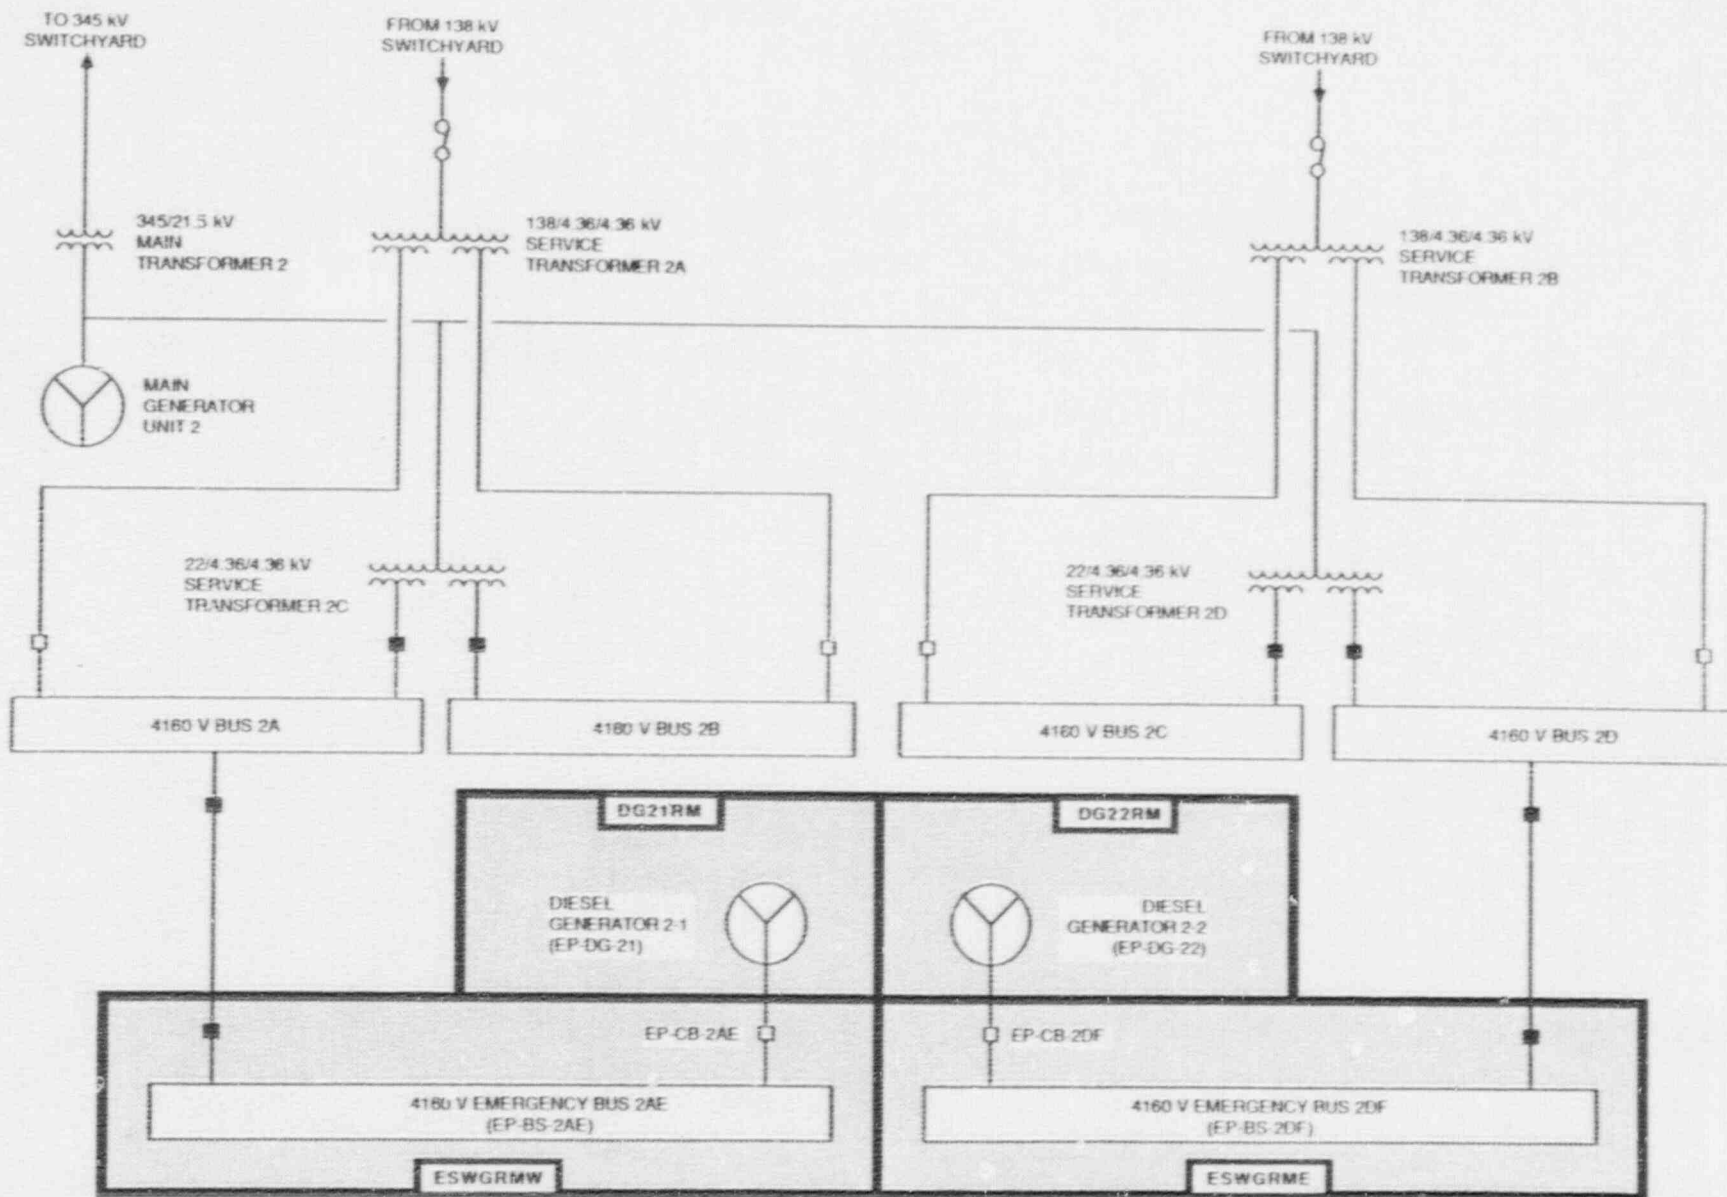 TO 345 kV
SWITCHYARD
FROM 138 kV
SWITCHYARD
FROM 138 kV
SWITCHYARD
345/21.5 kV
MAIN
TRANSFORMER 2
138/4.36/4.36 kV
SERVICE
TRANSFORMER 2A
138/4.36/4.36 kV
SERVICE
TRANSFORMER 2B
MAIN
GENERATOR
UNIT 2
22/4.36/4.36 kV
SERVICE
TRANSFORMER 2C
22/4.36/4.36 kV
SERVICE
TRANSFORMER 2D
4160 V BUS 2A
4160 V BUS 2B
4160 V BUS 2C
4160 V BUS 2D
DG21RM
DG22RM
DIESEL
GENERATOR 2-1
(EP-DG-21)
DIESEL
GENERATOR 2-2
(EP-DG-22)
EP-CB-2AE
EP-CB-2DF
4160 V EMERGENCY BUS 2AE
(EP-BS-2AE)
4160 V EMERGENCY BUS 2DF
(EP-BS-2DF)
ESWGRMW
ESWGRME